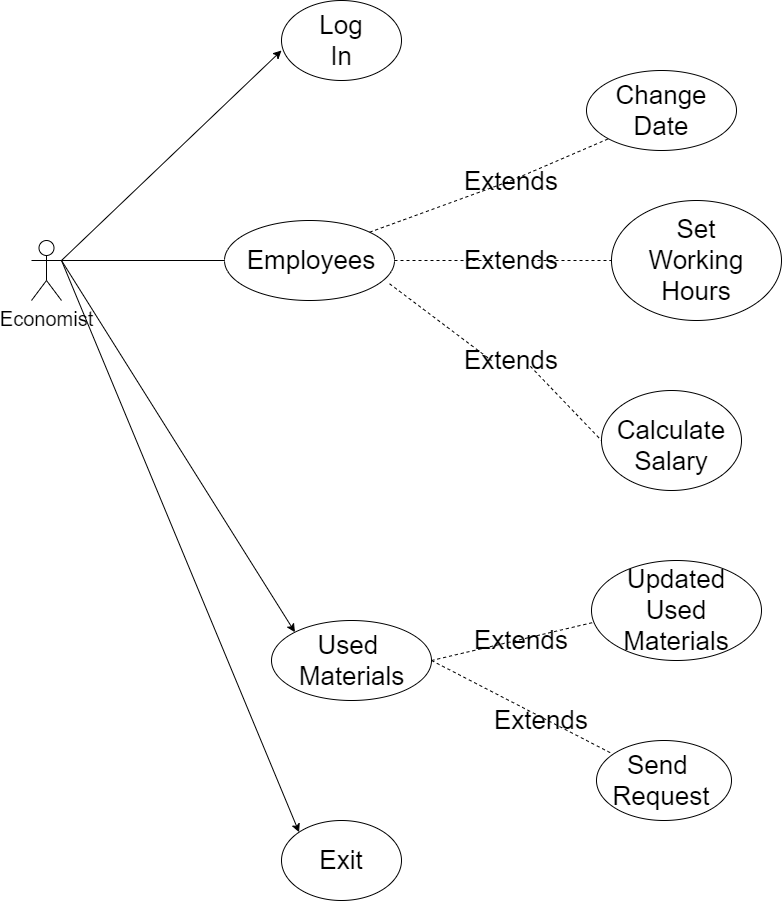 Log
In
Change
Date
Extends
Set
Working
Hours
Employees
Extends
Economist
Extends
Calculate
Salary
Updated
Used
Materials
Extends
Used
Materials
Extends
Send
Request
Exit